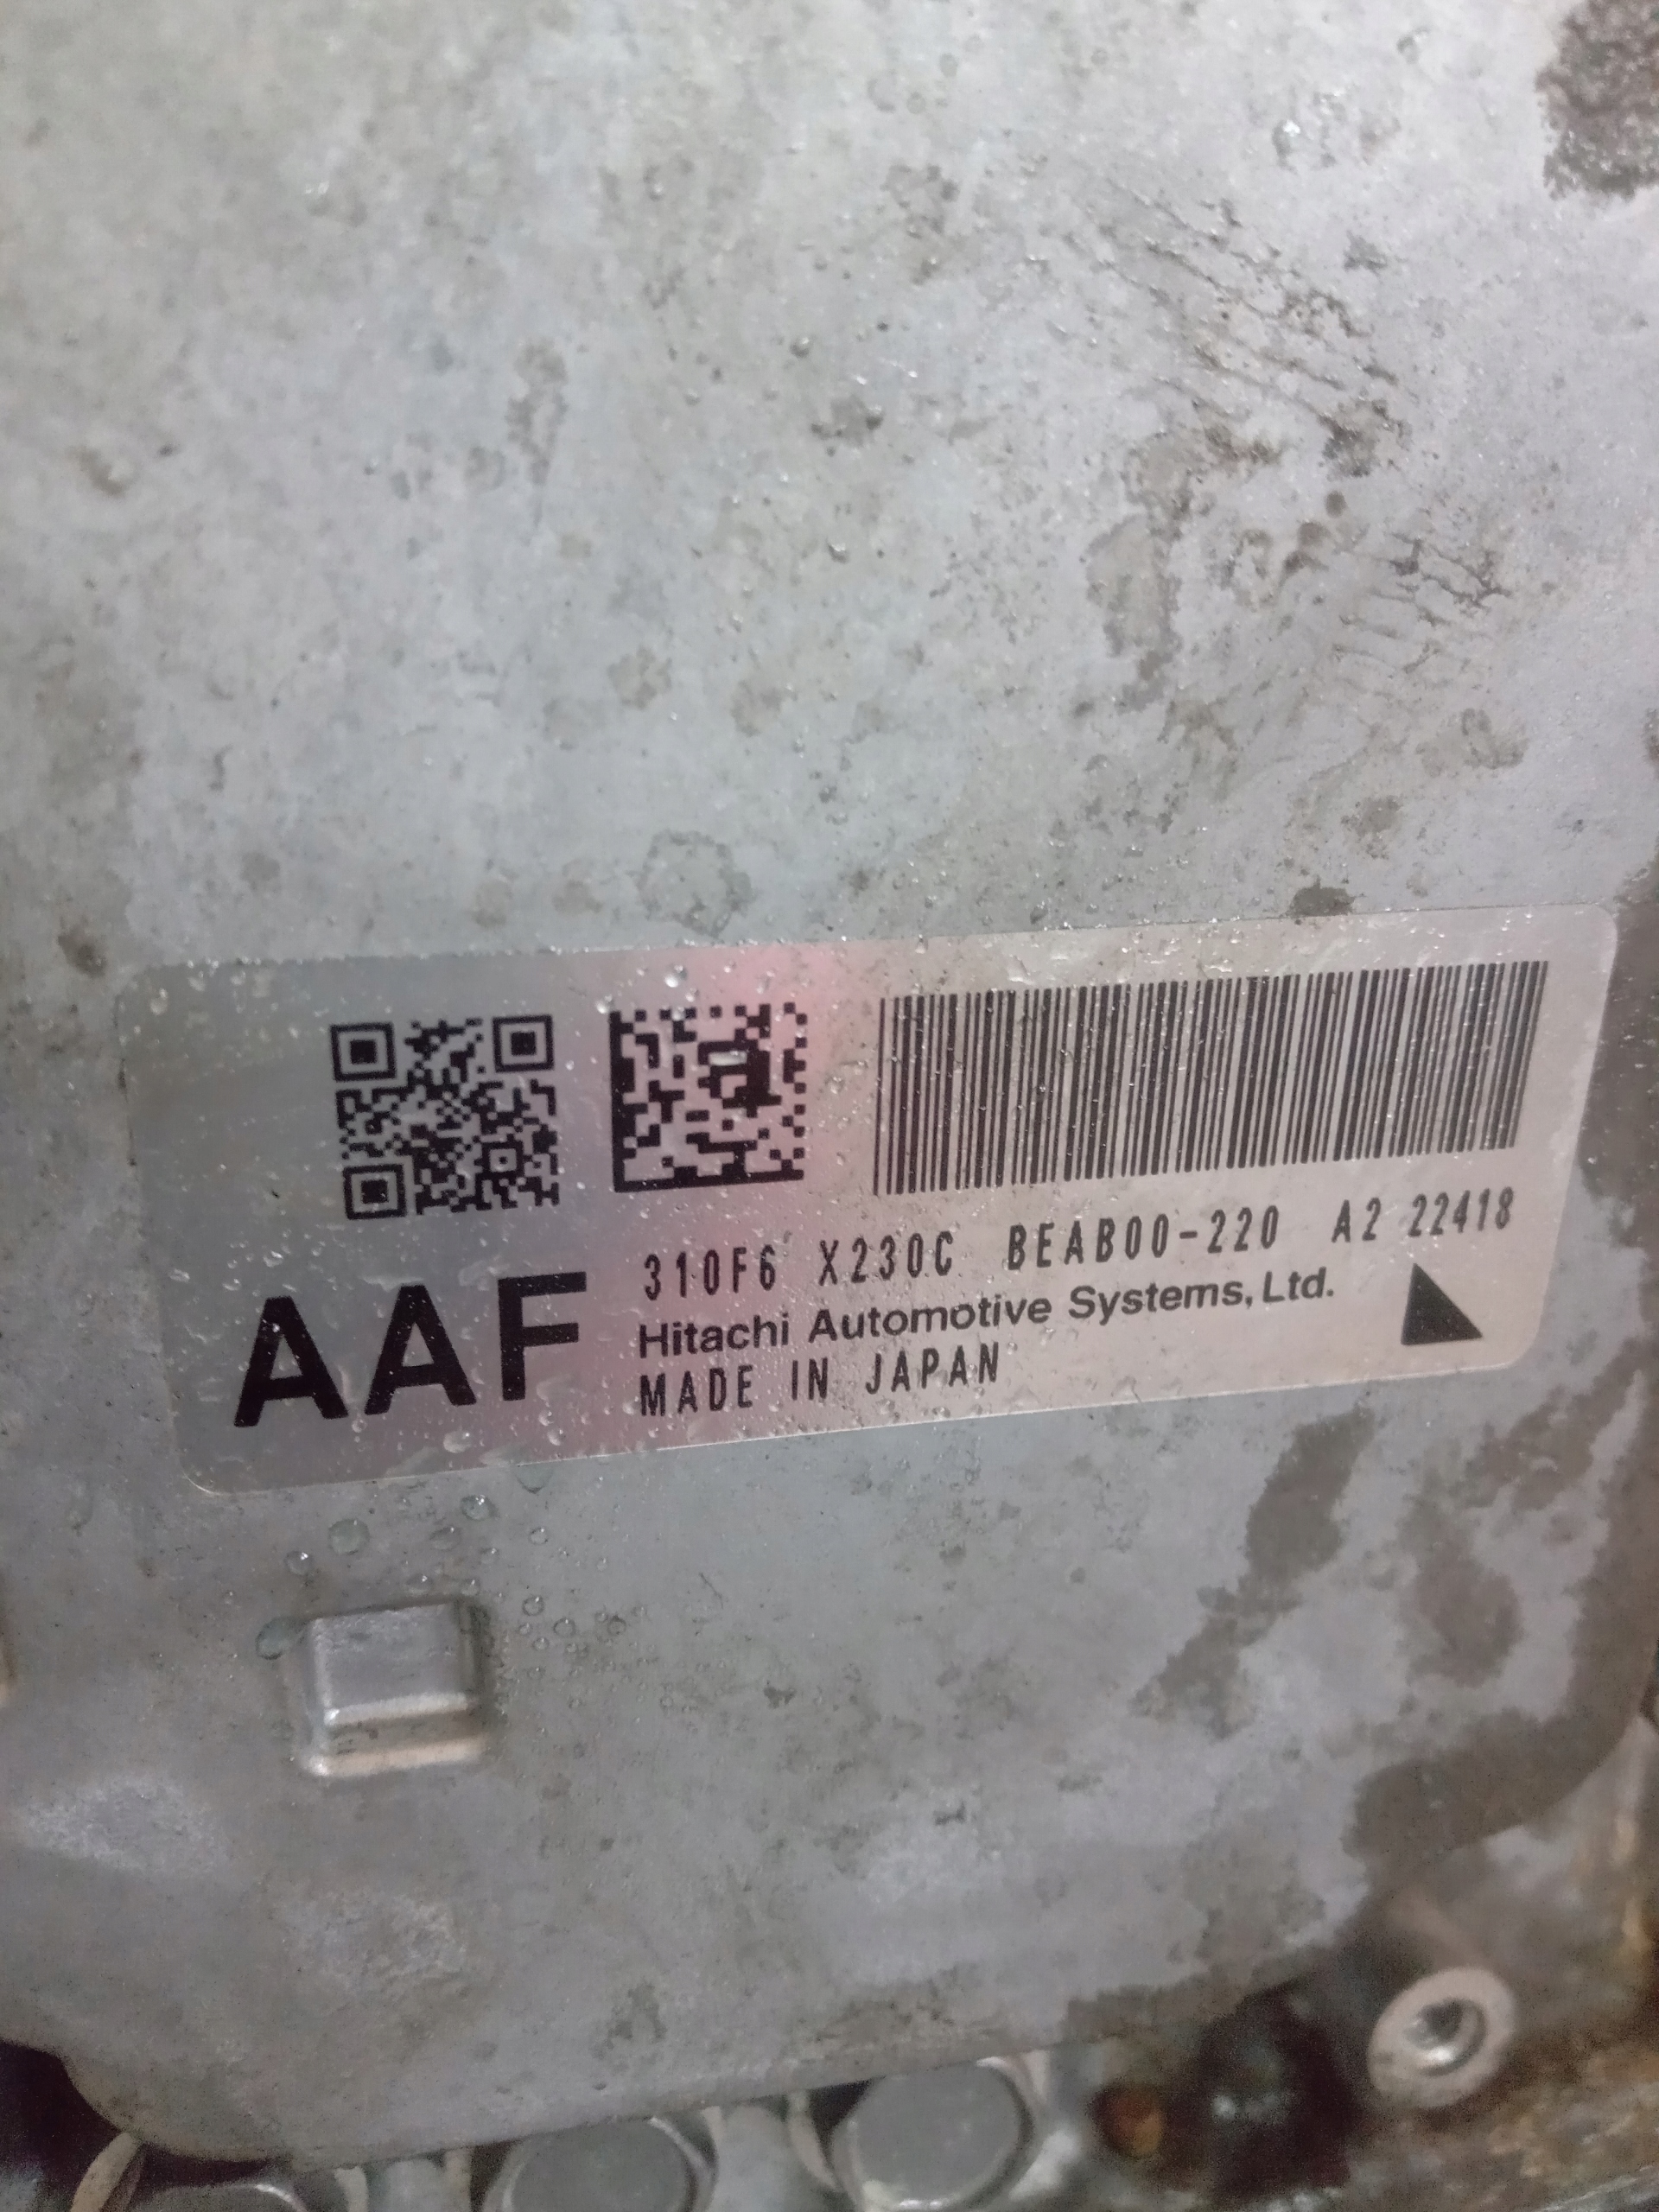 AAF
310F6 X230C BEAB00-220 A2 22418
Hitachi Automotive Systems, Ltd.
MADE IN JAPAN